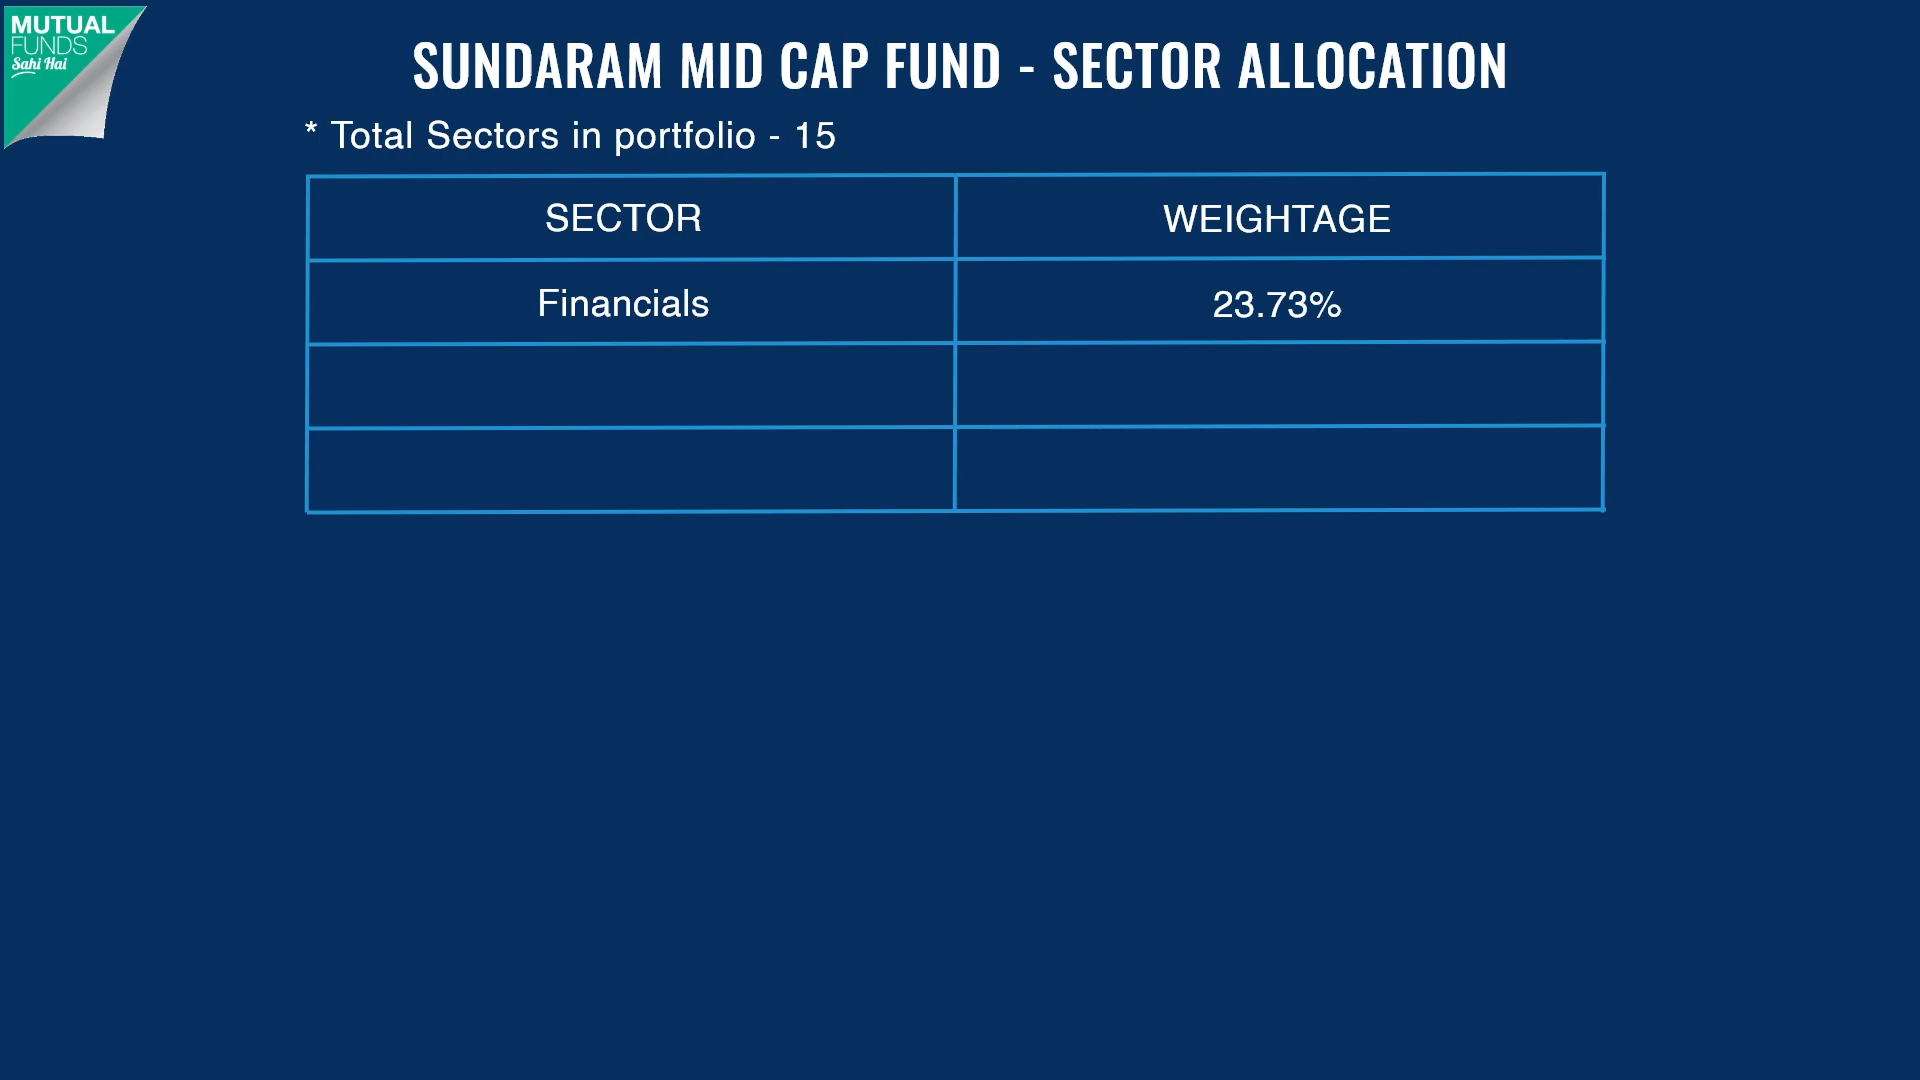 MUTUAL
FUNDS
Sahi Hai
SUNDARAM MID CAP FUND - SECTOR ALLOCATION
* Total Sectors in portfolio - 15
SECTOR WEIGHTAGE
Financials 23.73%